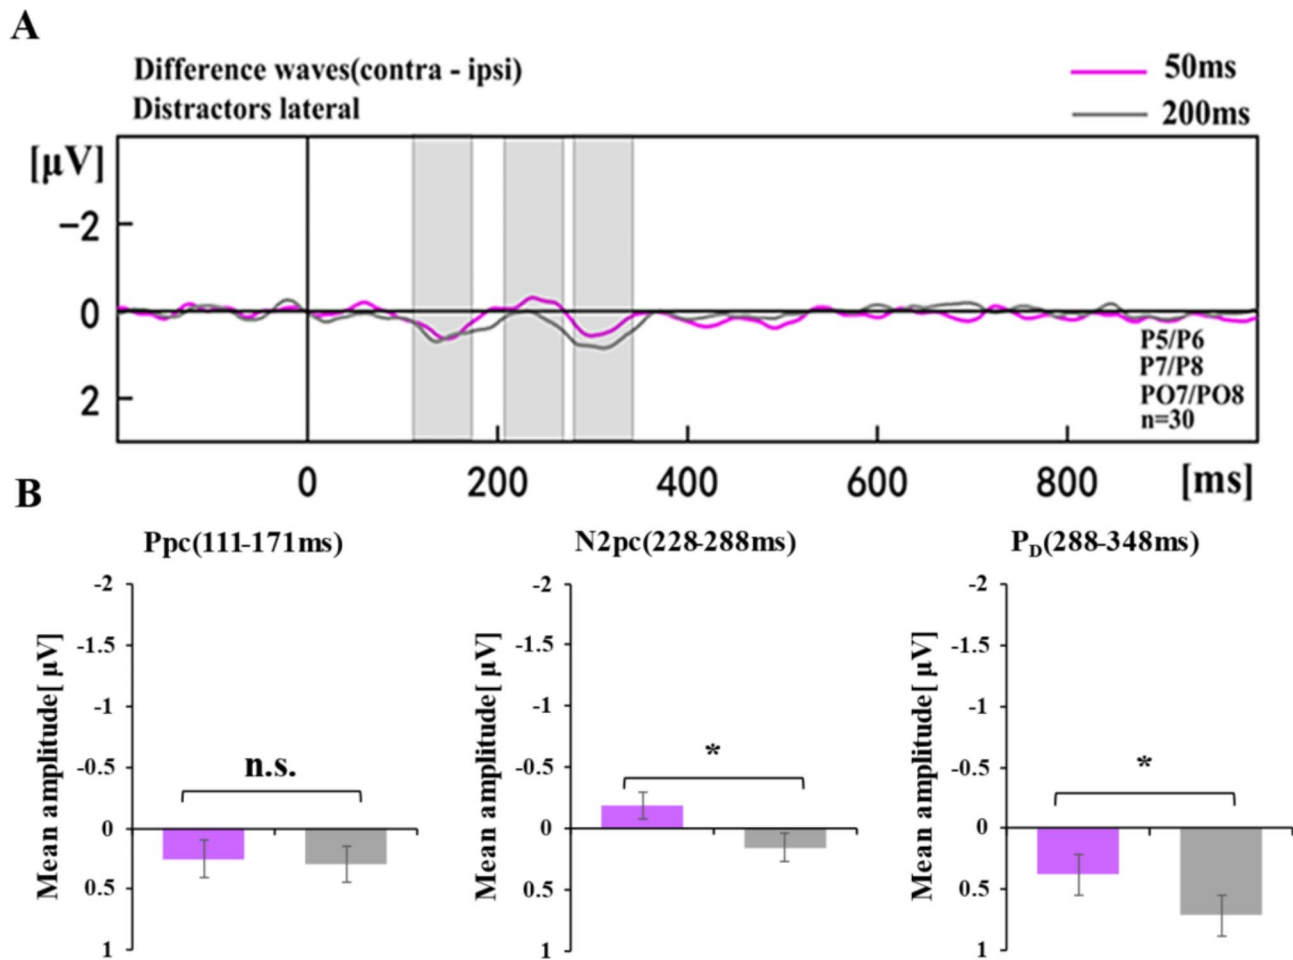 A
Difference waves(contra - ipsi)
Distractors lateral
50ms
200ms
[μV]
−2
0
2
P5/P6
P7/P8
PO7/PO8
n=30
0 200 400 600 800 [ms]
B
Ppc(111-171ms)
Mean amplitude[ μV]
-2
-1.5
-1
-0.5
0
0.5
1
n.s.
N2pc(228-288ms)
Mean amplitude[ μV]
-2
-1.5
-1
-0.5
0
0.5
1
*
PD(288-348ms)
Mean amplitude[ μV]
-2
-1.5
-1
-0.5
0
0.5
1
*